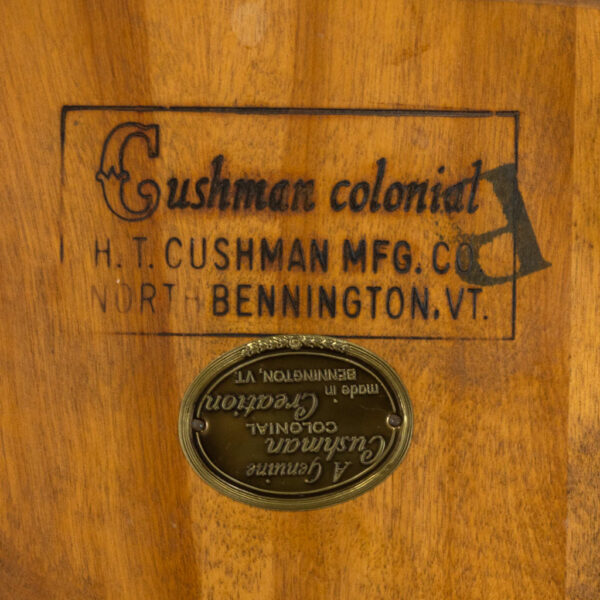 Cushman colonial
H. T. CUSHMAN MFG. CO
NORTH BENNINGTON, VT.
P
A Genuine
Cushman
COLONIAL
Creation
made in
BENNINGTON, VT.